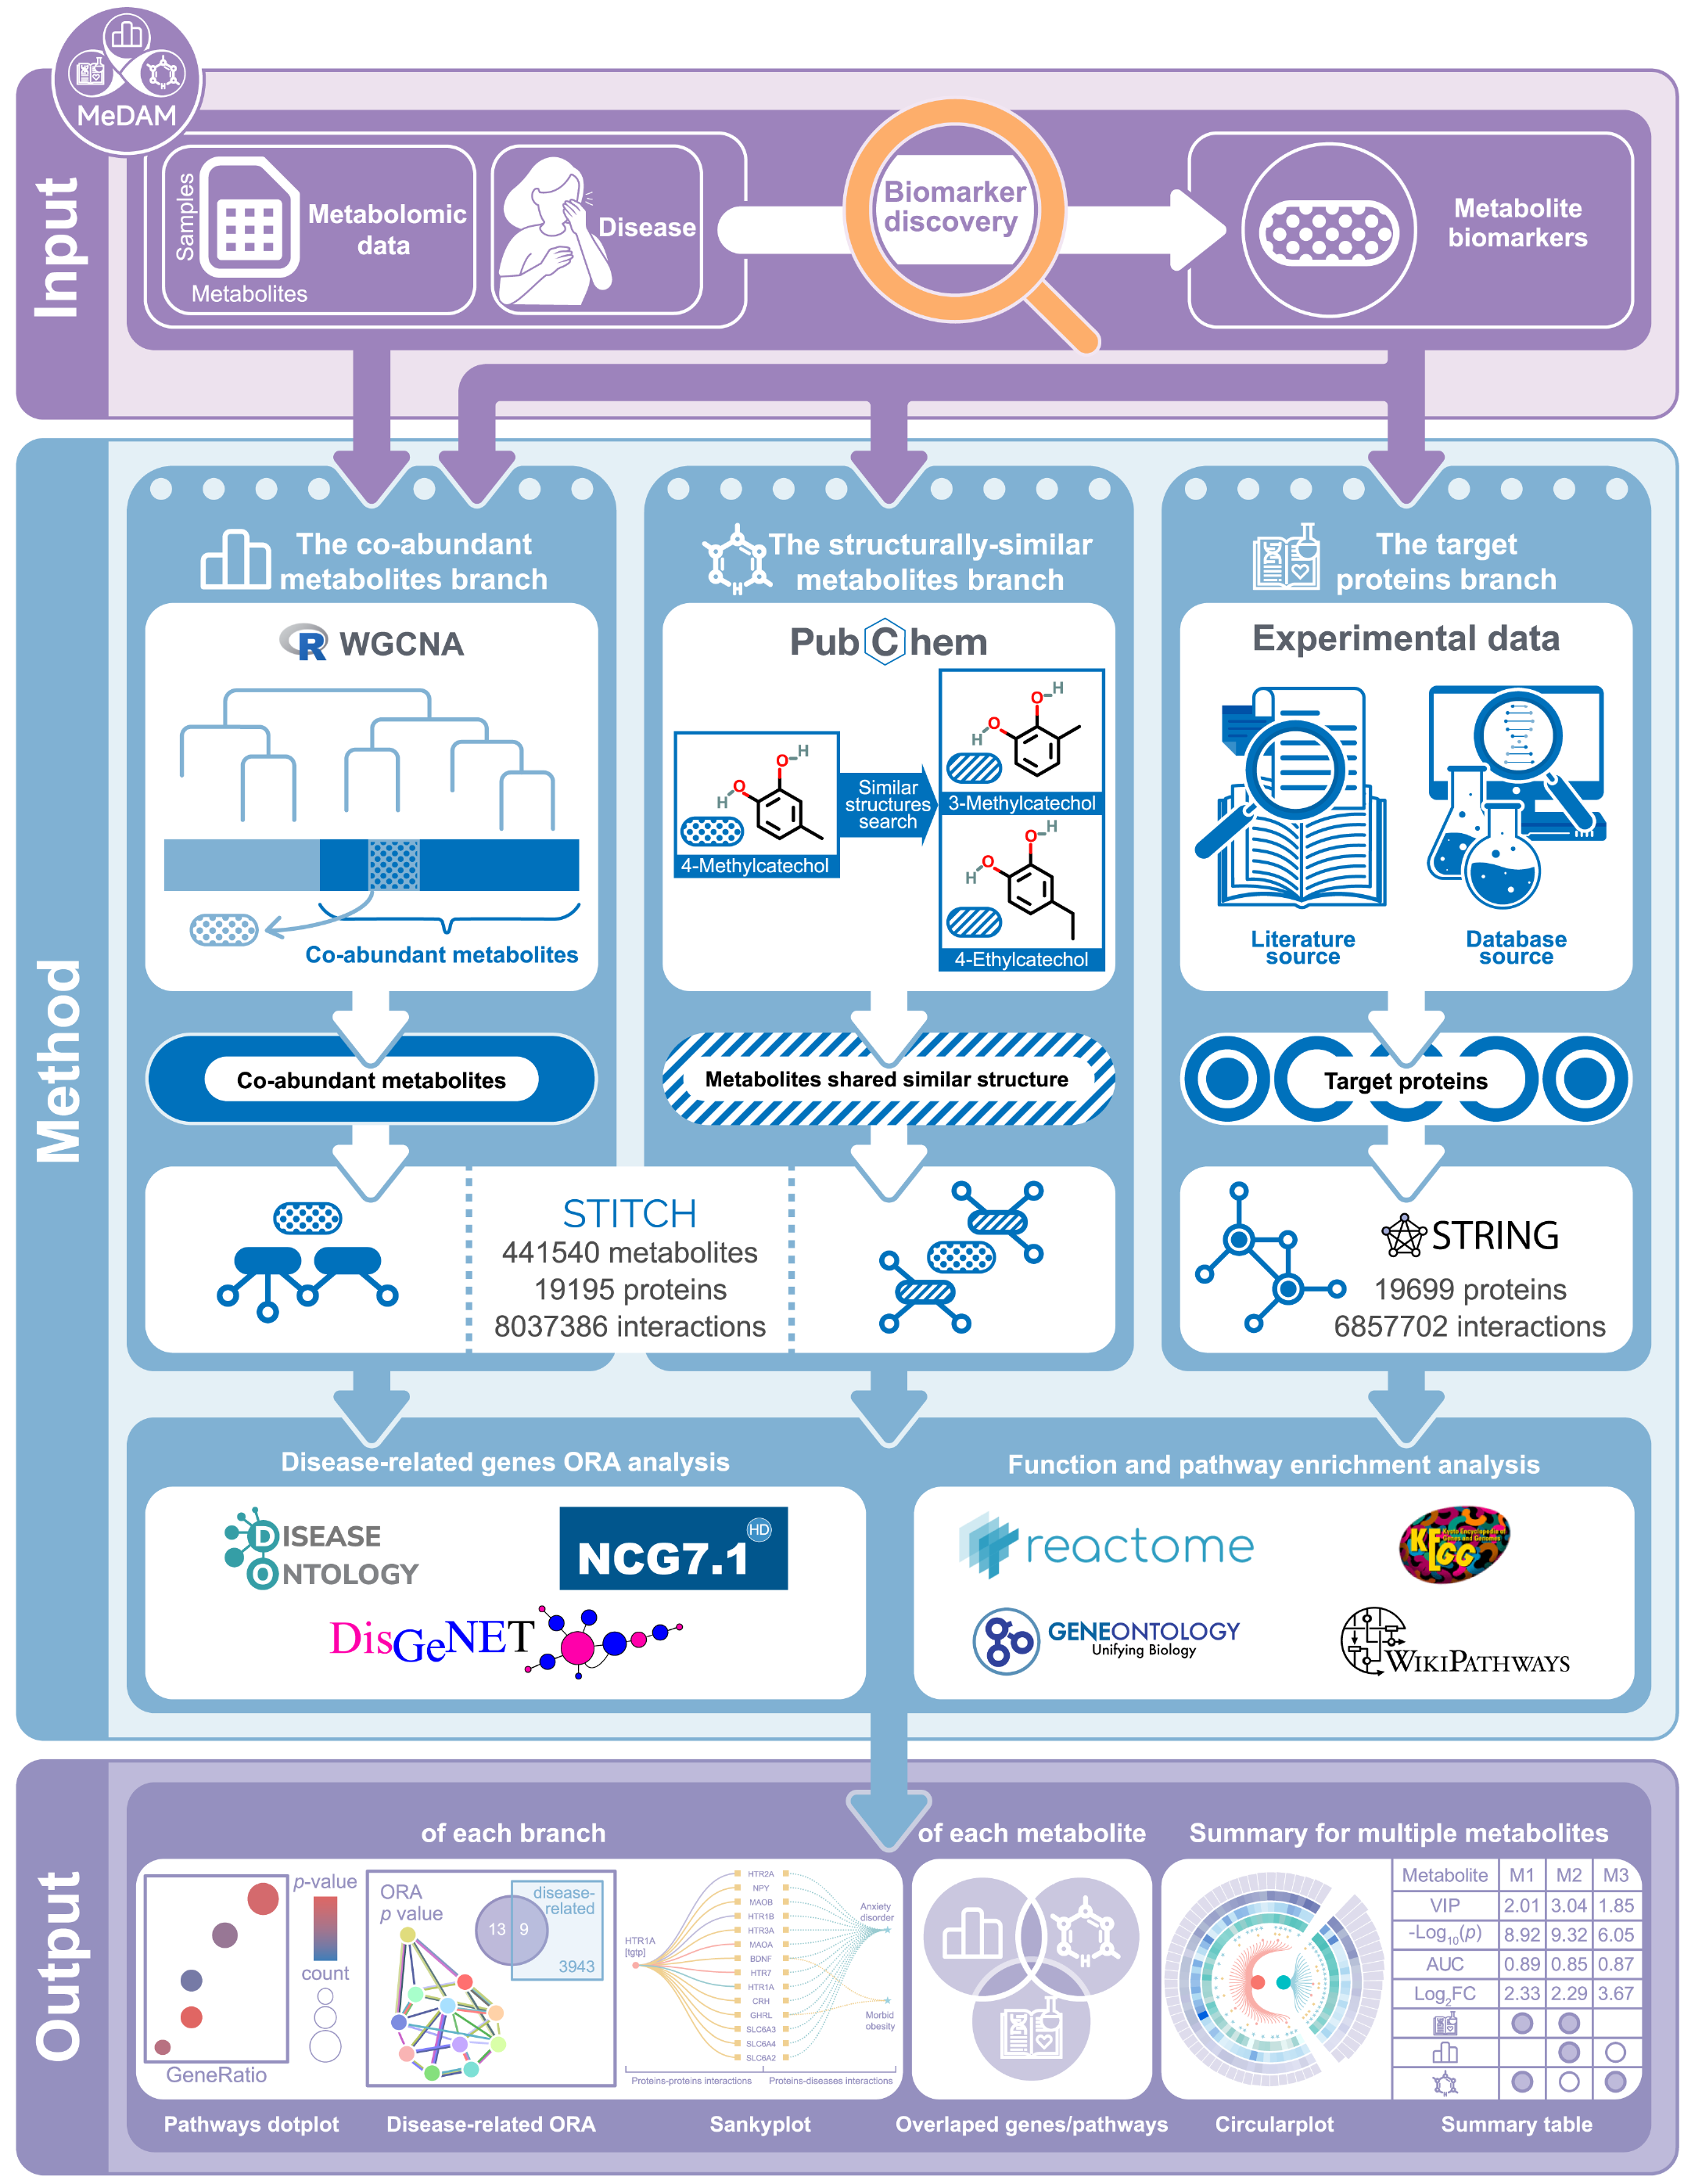 MeDAM
Input
Samples
Metabolomic
data
Metabolites
Disease
Biomarker
discovery
Metabolite
biomarkers
Method
The co-abundant
metabolites branch
R WGCNA
Co-abundant metabolites
Co-abundant metabolites
The structurally-similar
metabolites branch
H
PubChem
O-H
O
H
4-Methylcatechol
Similar
structures
search
O-H
O
H
3-Methylcatechol
O-H
O
H
4-Ethylcatechol
Metabolites shared similar structure
The target
proteins branch
Experimental data
Literature
source
Database
source
Target proteins
STITCH
441540 metabolites
19195 proteins
8037386 interactions
STRING
19699 proteins
6857702 interactions
Disease-related genes ORA analysis
DISEASE
ONTOLOGY
NCG7.1 HD
DisGeNET
Function and pathway enrichment analysis
reactome
KEGG
Kyoto Encyclopedia of
Genes and Genomes
GENEONTOLOGY
Unifying Biology
WIKIPATHWAYS
Output
of each branch
p-value
count
GeneRatio
Pathways dotplot
ORA
p value
disease-
related
13 9
3943
Disease-related ORA
HTR1A
[tgtp]
HTR2A
NPY
MAOB
HTR1B
HTR3A
MAOA
BDNF
HTR7
HTR1A
CRH
GHRL
SLC6A3
SLC6A4
SLC6A2
Anxiety
disorder
Morbid
obesity
Proteins-proteins interactions
Proteins-diseases interactions
Sankyplot
of each metabolite
H
Overlaped genes/pathways
Summary for multiple metabolites
Circularplot
Metabolite M1 M2 M3
VIP 2.01 3.04 1.85
-Log10(p) 8.92 9.32 6.05
AUC 0.89 0.85 0.87
Log2FC 2.33 2.29 3.67
Summary table